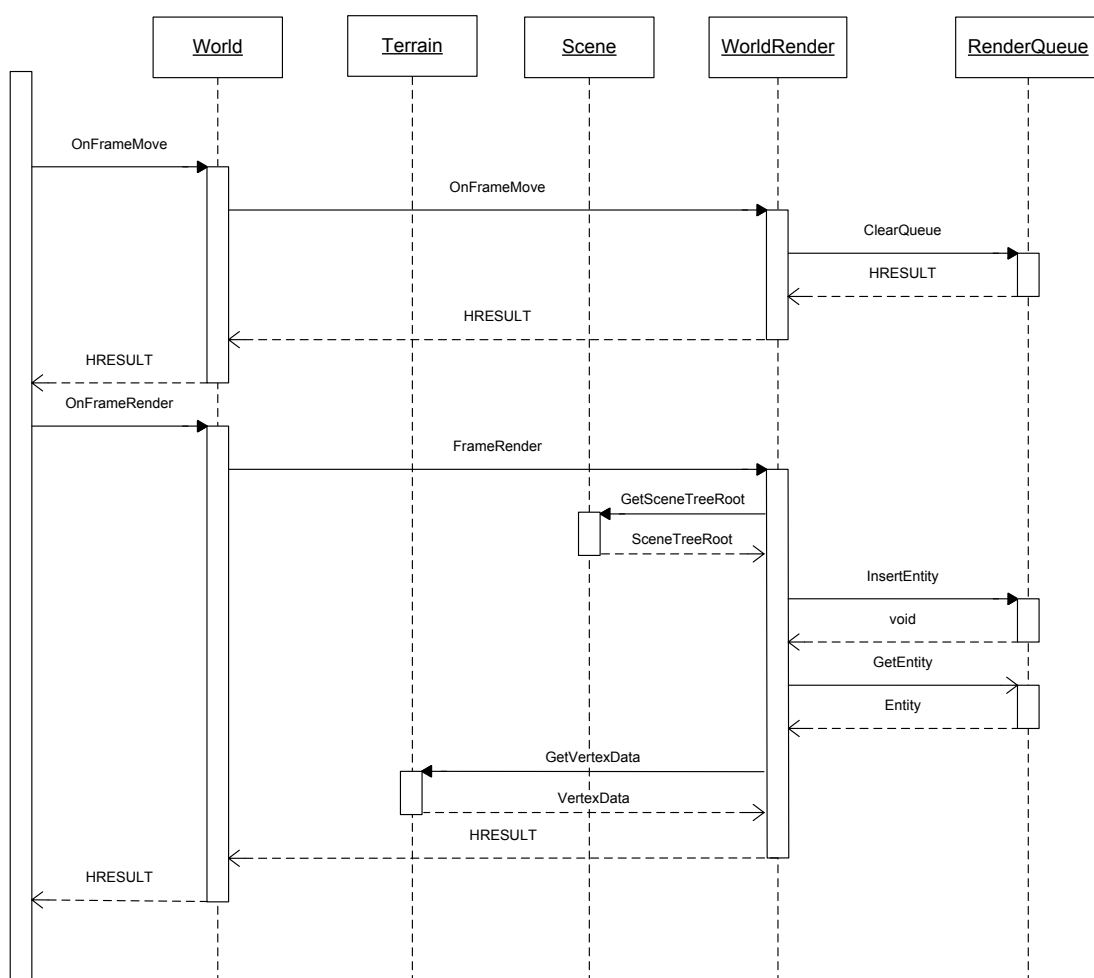 World
Terrain
Scene
WorldRender
RenderQueue
OnFrameMove
OnFrameMove
ClearQueue
HRESULT
HRESULT
HRESULT
OnFrameRender
FrameRender
GetSceneTreeRoot
SceneTreeRoot
InsertEntity
void
GetEntity
Entity
GetVertexData
VertexData
HRESULT
HRESULT